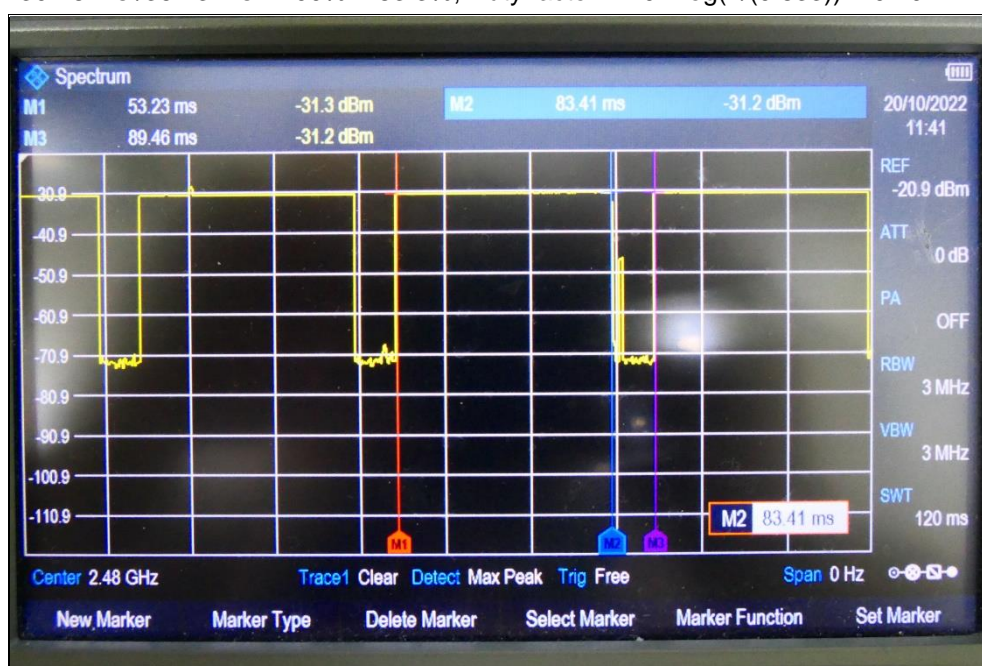 Spectrum
M1 53.23 ms -31.3 dBm M2 83.41 ms -31.2 dBm 20/10/2022
M3 89.46 ms -31.2 dBm 11:41
REF
-20.9 dBm
-30.9
-40.9
ATT
0 dB
-50.9
-60.9
PA
OFF
-70.9
RBW
3 MHz
-80.9
-90.9
VBW
3 MHz
-100.9
SWT
-110.9 M2 83.41 ms 120 ms
M1 M2 M3
Center 2.48 GHz Trace1 Clear Detect Max Peak Trig Free Span 0 Hz
New Marker Marker Type Delete Marker Select Marker Marker Function Set Marker